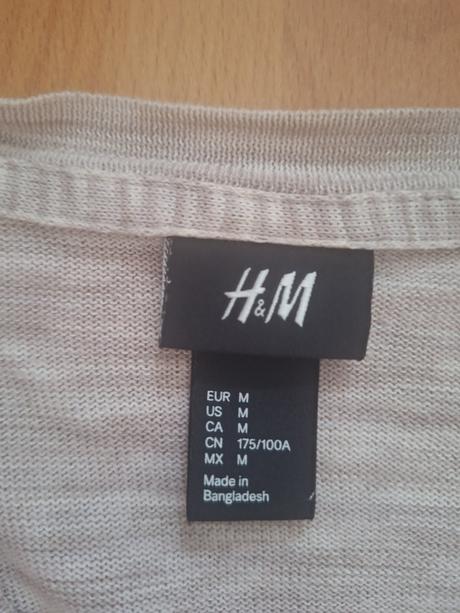 H&M
EUR M
US M
CA M
CN 175/100A
MX M
Made in
Bangladesh